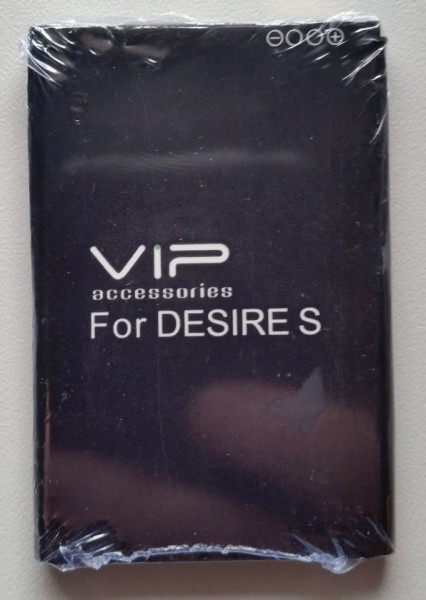 ⊖○○⊕
VIP
accessories
For DESIRE S